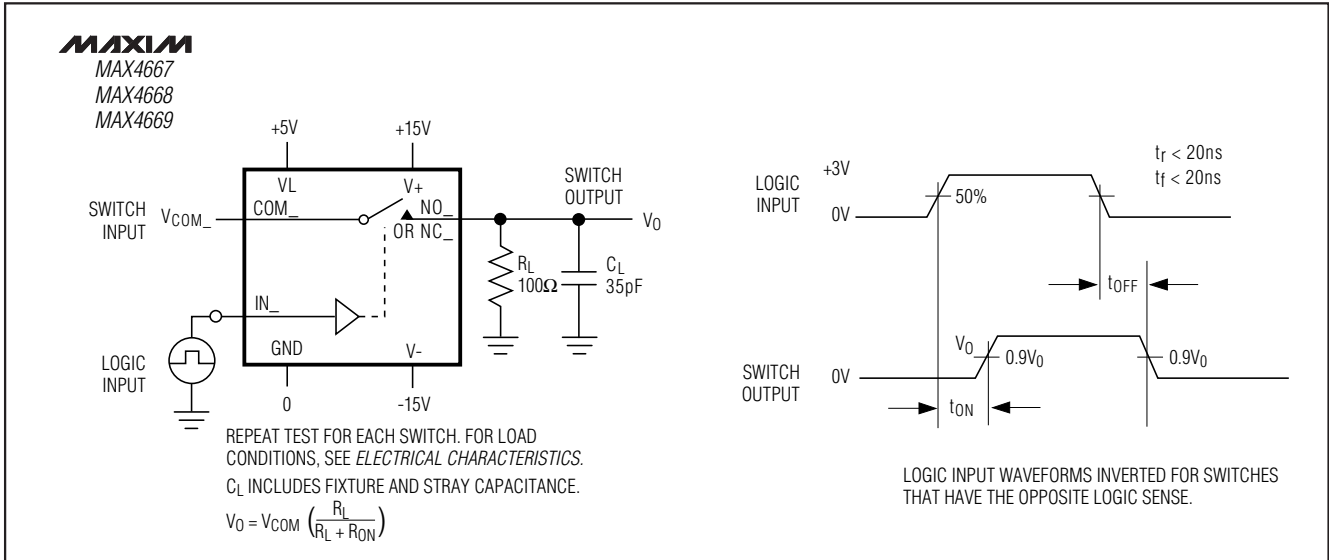 MAXIM
MAX4667
MAX4668
MAX4669
+5V
+15V
VL
V+
SWITCH
OUTPUT
SWITCH
INPUT
VCOM_
COM_
NO_
OR NC_
VO
RL
100Ω
CL
35pF
IN_
LOGIC
INPUT
GND
V-
0
-15V
REPEAT TEST FOR EACH SWITCH. FOR LOAD
CONDITIONS, SEE ELECTRICAL CHARACTERISTICS.
CL INCLUDES FIXTURE AND STRAY CAPACITANCE.
VO = VCOM (RL / RL + RON)
LOGIC
INPUT
+3V
0V
50%
tr < 20ns
tf < 20ns
tOFF
SWITCH
OUTPUT
VO
0V
0.9V0
0.9V0
tON
LOGIC INPUT WAVEFORMS INVERTED FOR SWITCHES
THAT HAVE THE OPPOSITE LOGIC SENSE.